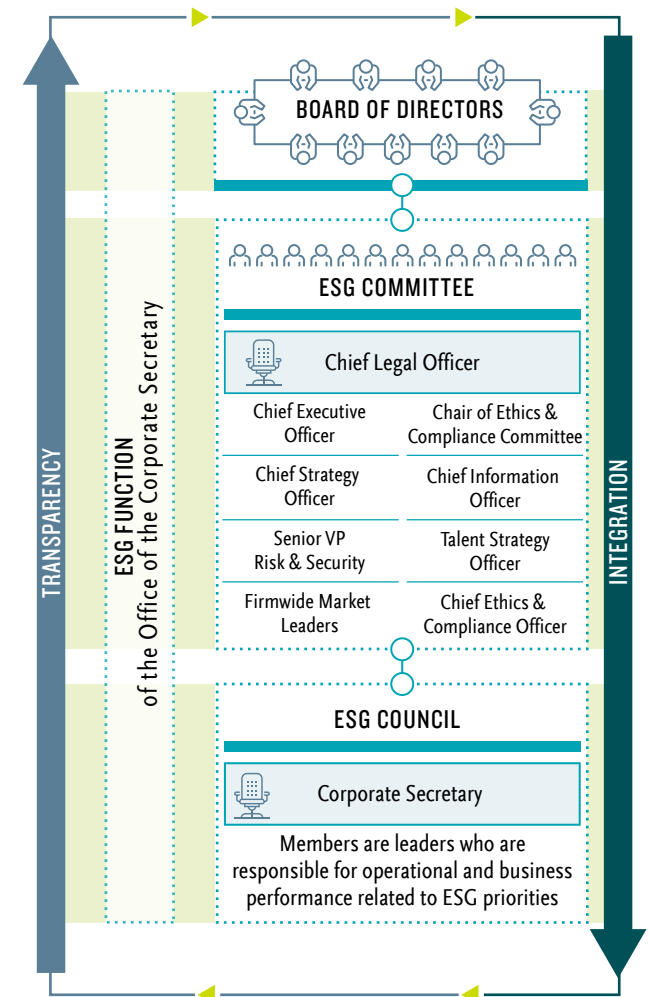 BOARD OF DIRECTORS
ESG COMMITTEE
Chief Legal Officer
Chief Executive
Officer
Chair of Ethics &
Compliance Committee
Chief Strategy
Officer
Chief Information
Officer
Senior VP
Risk & Security
Talent Strategy
Officer
Firmwide Market
Leaders
Chief Ethics &
Compliance Officer
ESG COUNCIL
Corporate Secretary
Members are leaders who are
responsible for operational and business
performance related to ESG priorities
TRANSPARENCY
ESG FUNCTION
of the Office of the Corporate Secretary
INTEGRATION